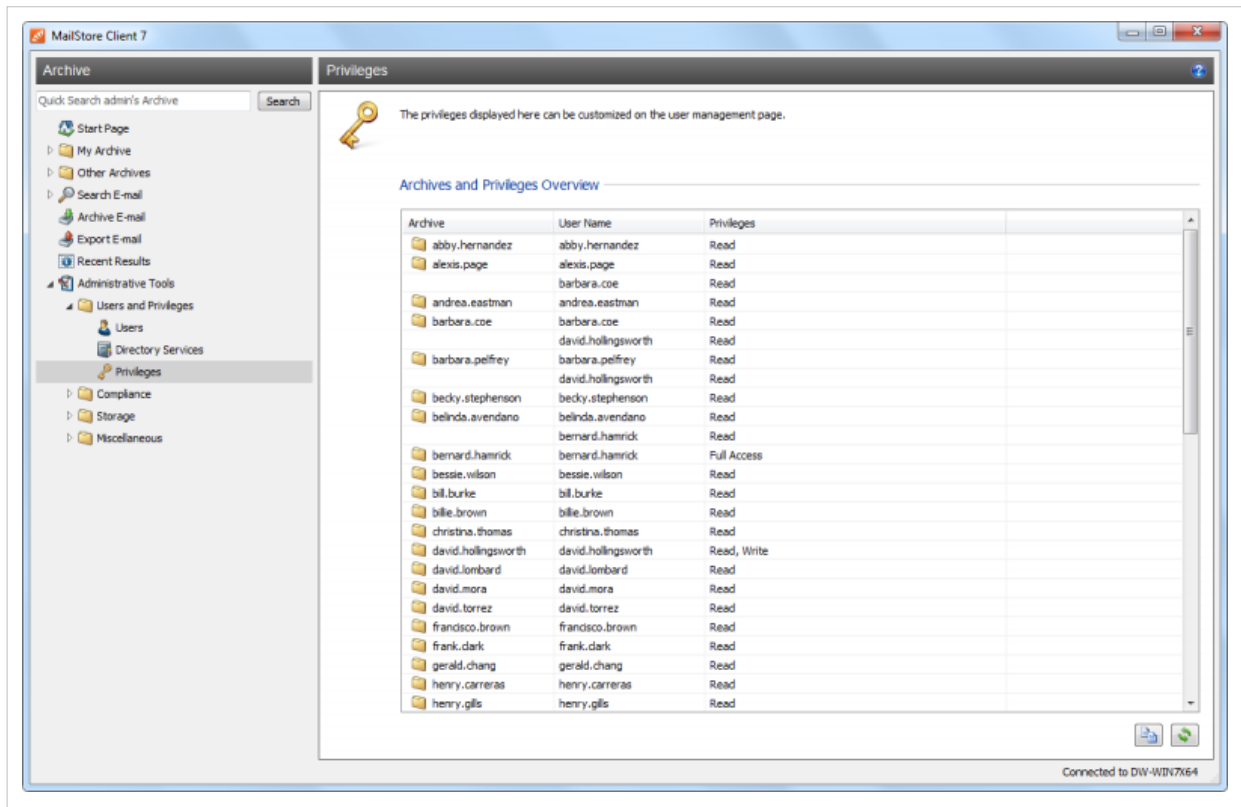 MailStore Client 7
Archive
Privileges
Quick Search admin's Archive
Search
Start Page
My Archive
Other Archives
Search E-mail
Archive E-mail
Export E-mail
Recent Results
Administrative Tools
Users and Privileges
Users
Directory Services
Privileges
Compliance
Storage
Miscellaneous
The privileges displayed here can be customized on the user management page.
Archives and Privileges Overview
Archive User Name Privileges
abby.hernandez abby.hernandez Read
alexis.page alexis.page Read
barbara.coe Read
andrea.eastman andrea.eastman Read
barbara.coe barbara.coe Read
david.hollingsworth Read
barbara.pelfrey barbara.pelfrey Read
david.hollingsworth Read
becky.stephenson becky.stephenson Read
belinda.avendano belinda.avendano Read
bernard.hamrick Read
bernard.hamrick bernard.hamrick Full Access
bessie.wilson bessie.wilson Read
bill.burke bill.burke Read
billie.brown billie.brown Read
christina.thomas christina.thomas Read
david.hollingsworth david.hollingsworth Read, Write
david.lombard david.lombard Read
david.mora david.mora Read
david.torrez david.torrez Read
francisco.brown francisco.brown Read
frank.clark frank.clark Read
gerald.chang gerald.chang Read
henry.carreras henry.carreras Read
henry.gills henry.gills Read
Connected to DW-WIN7X64